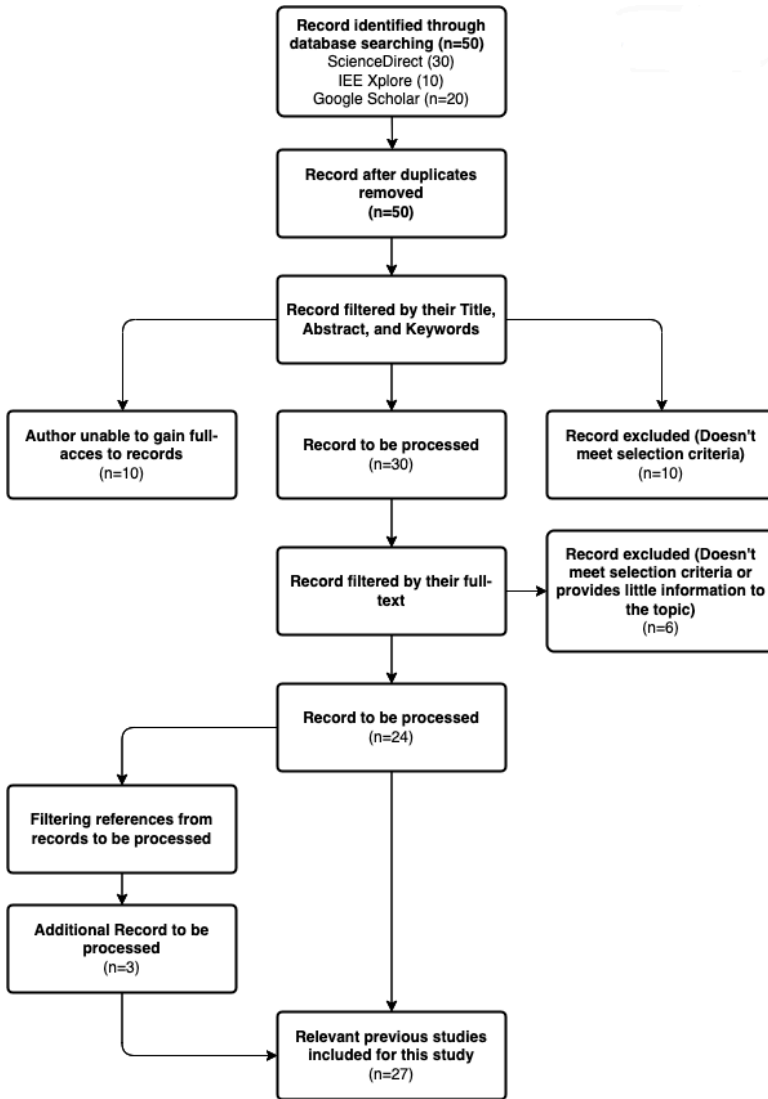 Record identified through
database searching (n=50)
ScienceDirect (30)
IEE Xplore (10)
Google Scholar (n=20)
Record after duplicates
removed
(n=50)
Record filtered by their Title,
Abstract, and Keywords
Author unable to gain full-
acces to records
(n=10)
Record to be processed
(n=30)
Record excluded (Doesn't
meet selection criteria)
(n=10)
Record filtered by their full-
text
Record excluded (Doesn't
meet selection criteria or
provides little information to
the topic)
(n=6)
Record to be processed
(n=24)
Filtering references from
records to be processed
Additional Record to be
processed
(n=3)
Relevant previous studies
included for this study
(n=27)